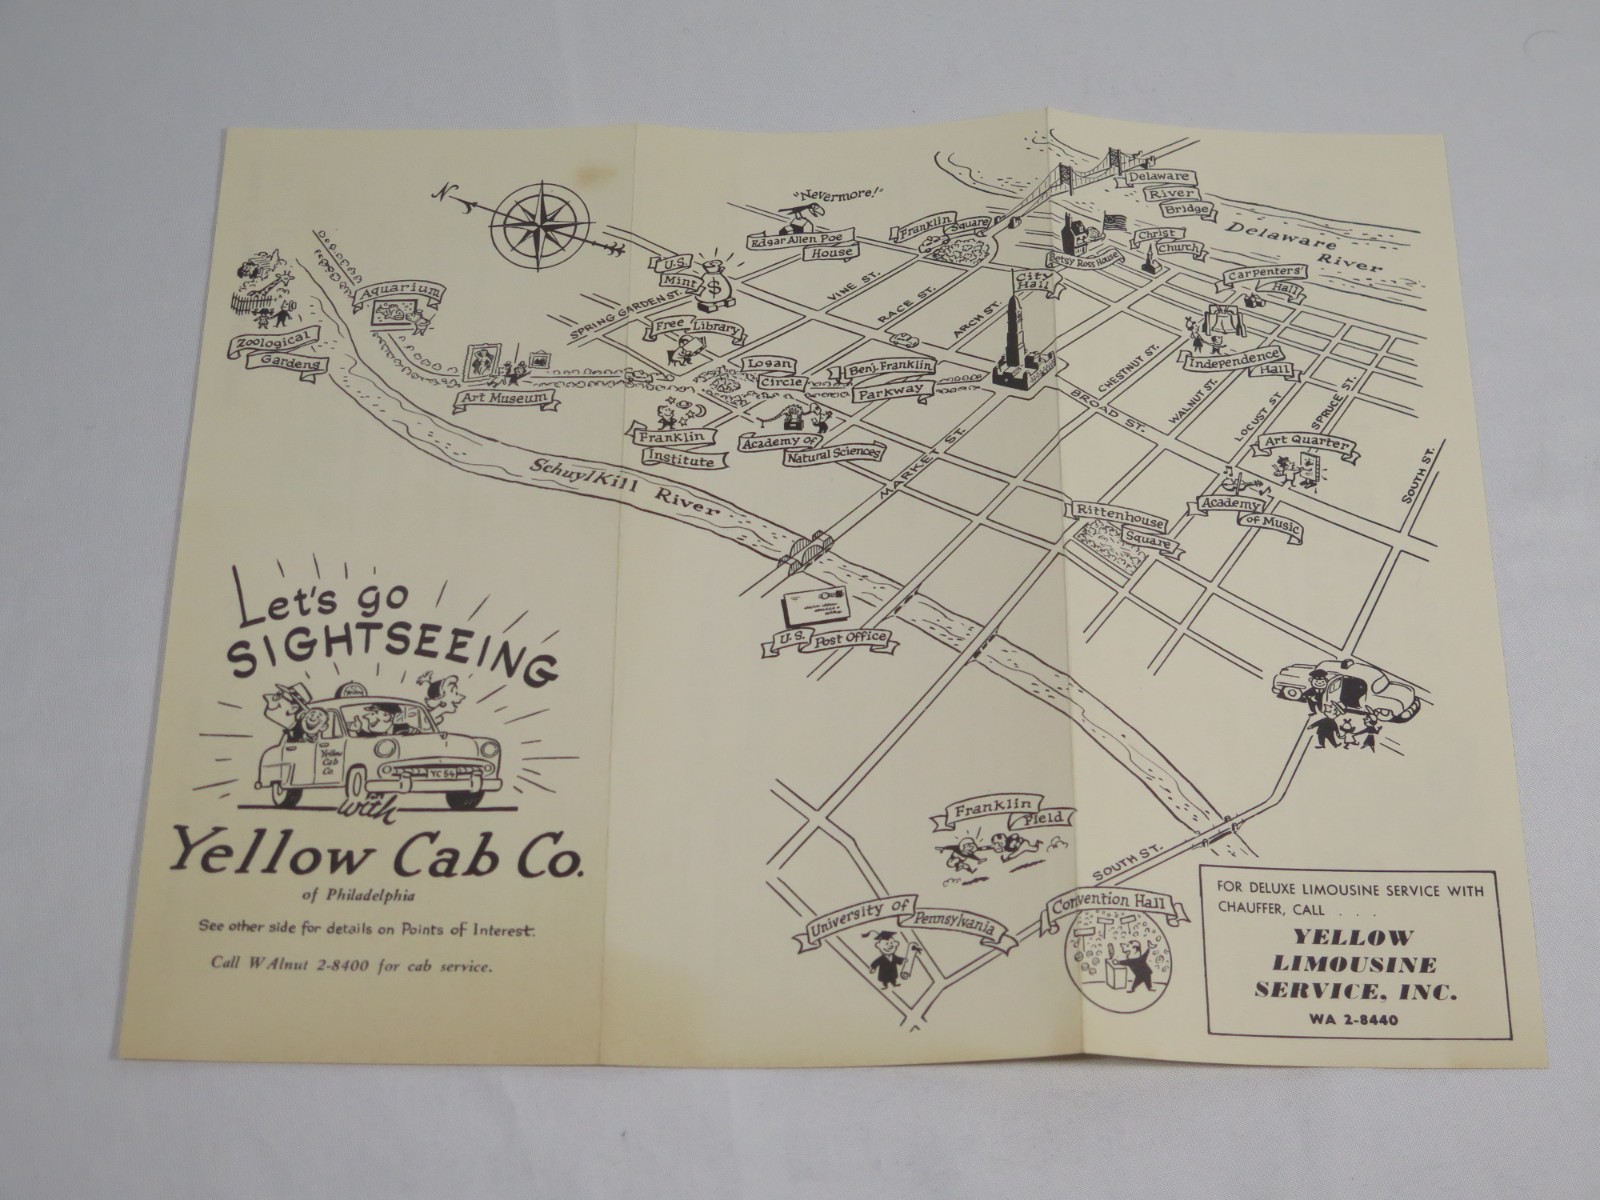 N
"Nevermore!"
Edgar Allen Poe
House
Franklin
Square
Delaware
River
Bridge
Delaware
River
Betsy Ross House
Christ
Church
Carpenters'
Hall
U.S.
Mint
$
SPRING GARDEN ST.
VINE ST.
RACE ST.
ARCH ST.
City
Hall
Aquarium
Zoological
Gardens
Art Museum
Free Library
Logan
Circle
Benj. Franklin
Parkway
Franklin
Institute
Academy of
Natural Sciences
Independence
Hall
CHESTNUT ST.
WALNUT ST.
LOCUST ST
SPRUCE ST.
BROAD ST.
MARKET ST.
SOUTH ST.
Art Quarter
Academy
of Music
Rittenhouse
Square
Schuylkill River
U.S. Post Office
Let's go
SIGHTSEEING
Yellow
Cab
Co
YC 54
with
Yellow Cab Co.
of Philadelphia
See other side for details on Points of Interest.
Call WAlnut 2-8400 for cab service.
Franklin
Field
University of
Pennsylvania
SOUTH ST.
Convention Hall
FOR DELUXE LIMOUSINE SERVICE WITH
CHAUFFER, CALL . . .
YELLOW
LIMOUSINE
SERVICE, INC.
WA 2-8440